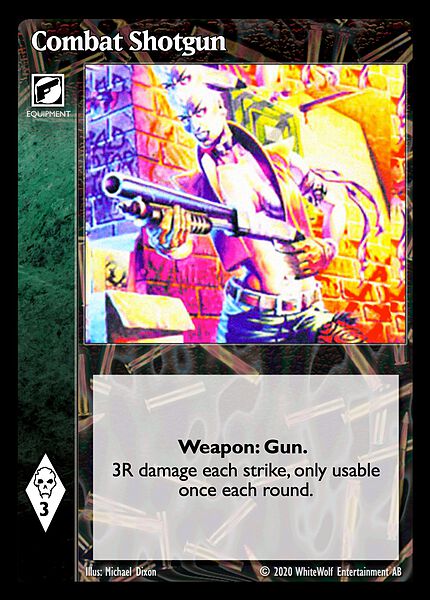 Combat Shotgun
EQUIPMENT
Weapon: Gun.
3R damage each strike, only usable
once each round.
3
Illus: Michael Dixon © 2020 WhiteWolf Entertainment AB